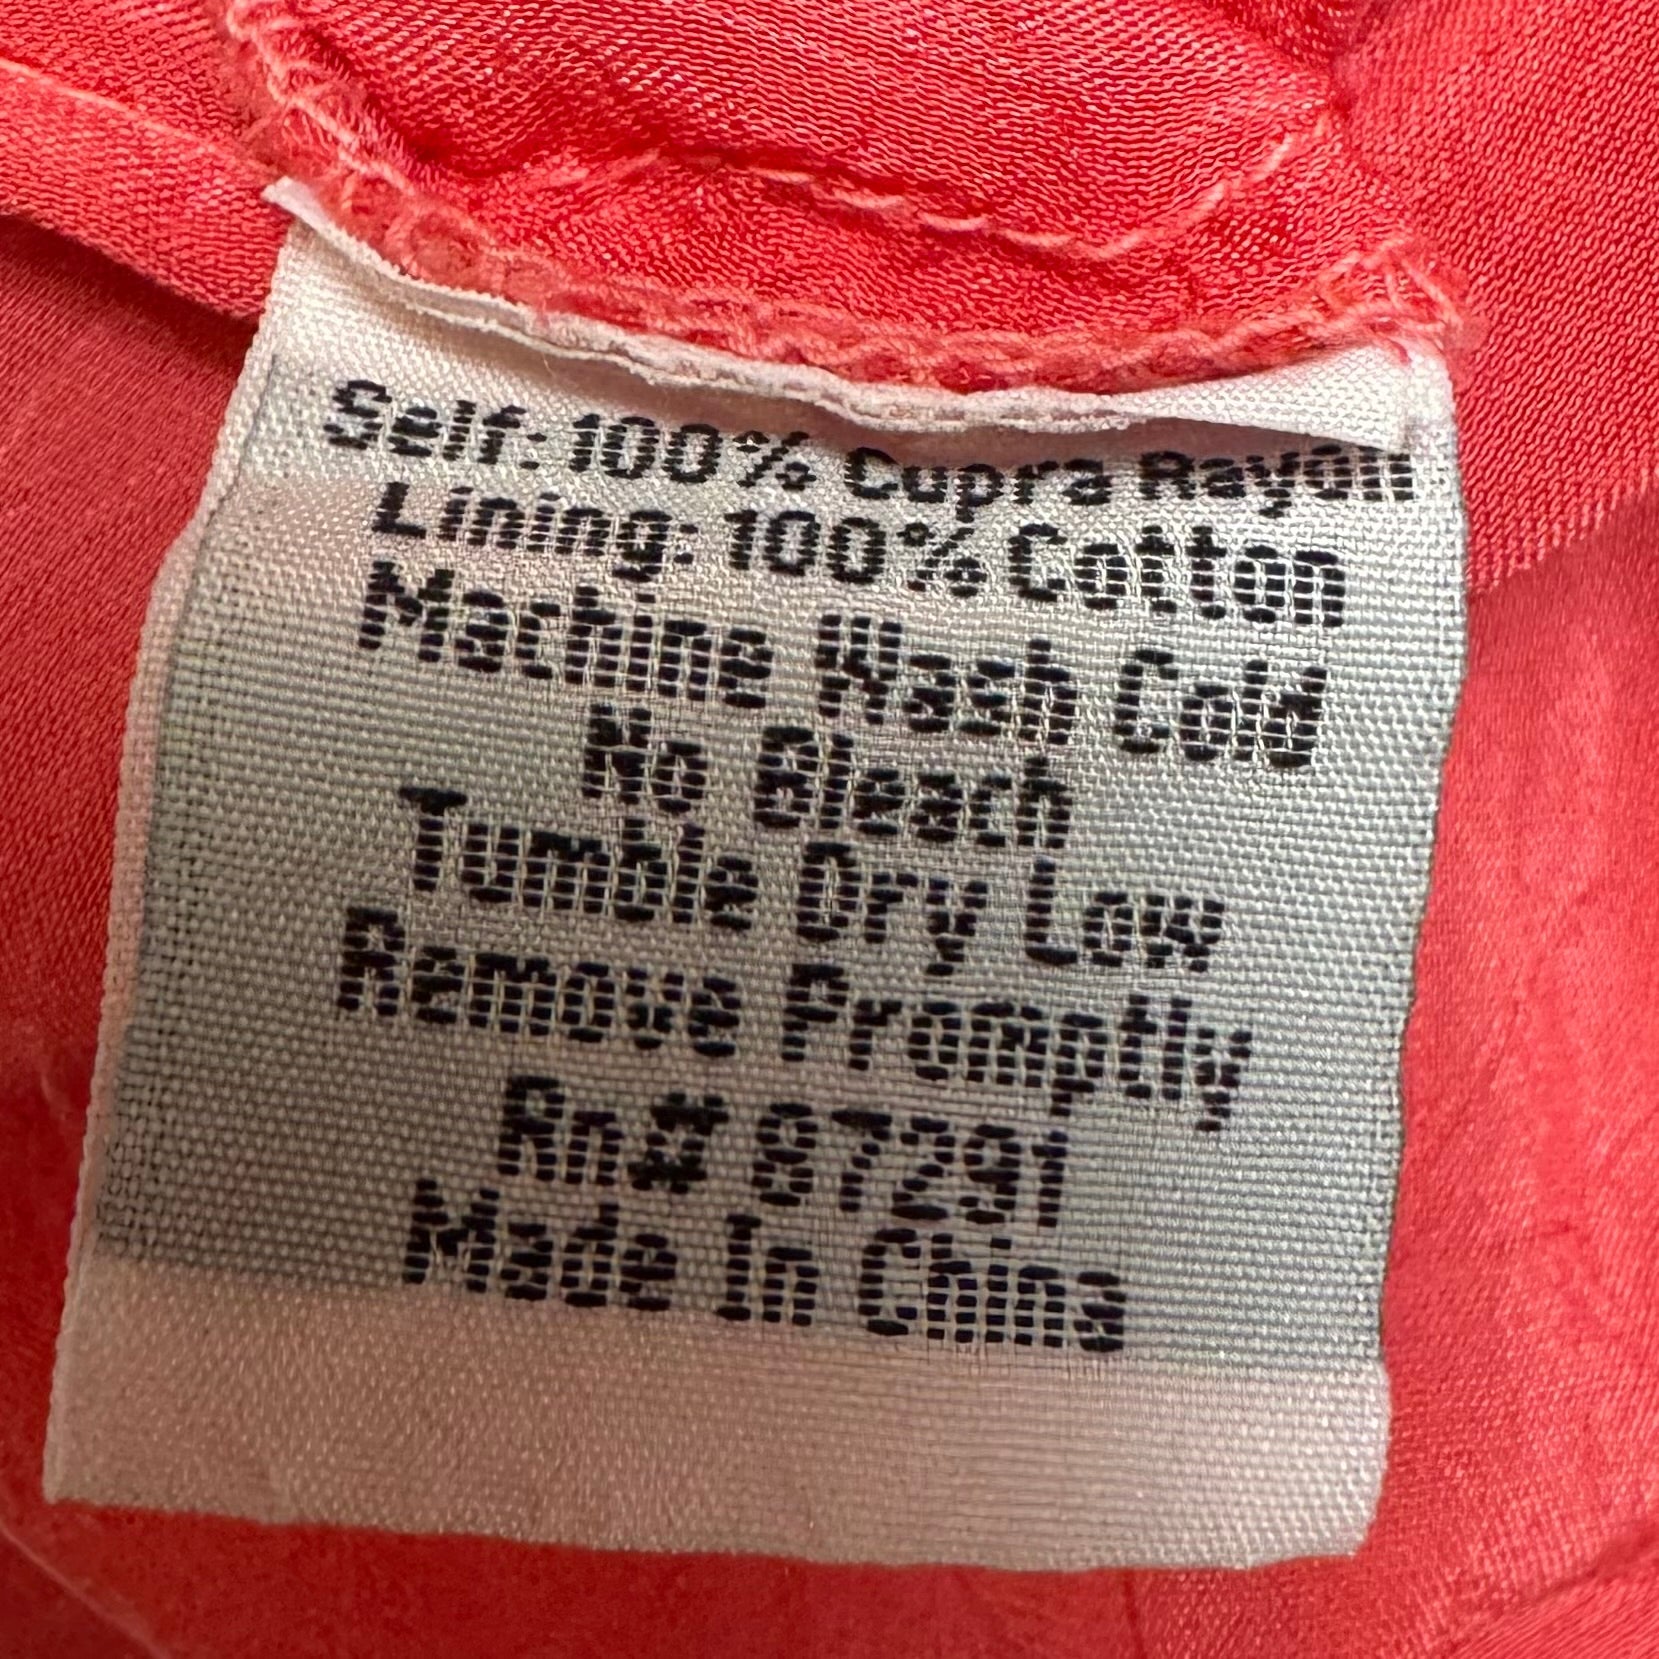 Self: 100% Cupra Rayon
Lining: 100% Cotton
Machine Wash Cold
No Bleach
Tumble Dry Low
Remove Promptly
Rn# 87291
Made In China